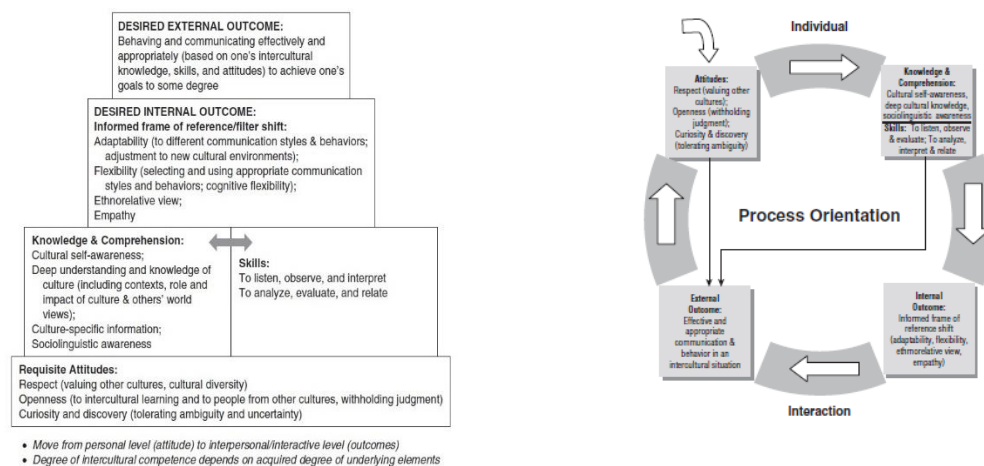 DESIRED EXTERNAL OUTCOME:
Behaving and communicating effectively and
appropriately (based on one's intercultural
knowledge, skills, and attitudes) to achieve one's
goals to some degree
DESIRED INTERNAL OUTCOME:
Informed frame of reference/filter shift:
Adaptability (to different communication styles & behaviors;
adjustment to new cultural environments);
Flexibility (selecting and using appropriate communication
styles and behaviors; cognitive flexibility);
Ethnorelative view;
Empathy
Knowledge & Comprehension:
Cultural self-awareness;
Deep understanding and knowledge of
culture (including contexts, role and
impact of culture & others' world
views);
Culture-specific information;
Sociolinguistic awareness
Skills:
To listen, observe, and interpret
To analyze, evaluate, and relate
Requisite Attitudes:
Respect (valuing other cultures, cultural diversity)
Openness (to intercultural learning and to people from other cultures, withholding judgment)
Curiosity and discovery (tolerating ambiguity and uncertainty)
• Move from personal level (attitude) to interpersonal/interactive level (outcomes)
• Degree of intercultural competence depends on acquired degree of underlying elements
Individual
Attitudes:
Respect (valuing other
cultures);
Openness (withholding
judgment);
Curiosity & discovery
(tolerating ambiguity)
Knowledge &
Comprehension:
Cultural self-awareness,
deep cultural knowledge,
sociolinguistic awareness
Skills: To listen, observe
& evaluate; To analyze,
interpret & relate
Process Orientation
External
Outcome:
Effective and
appropriate
communication &
behavior in an
intercultural situation
Internal
Outcome:
Informed frame of
reference shift
(adaptability, flexibility,
ethnorelative view,
empathy)
Interaction